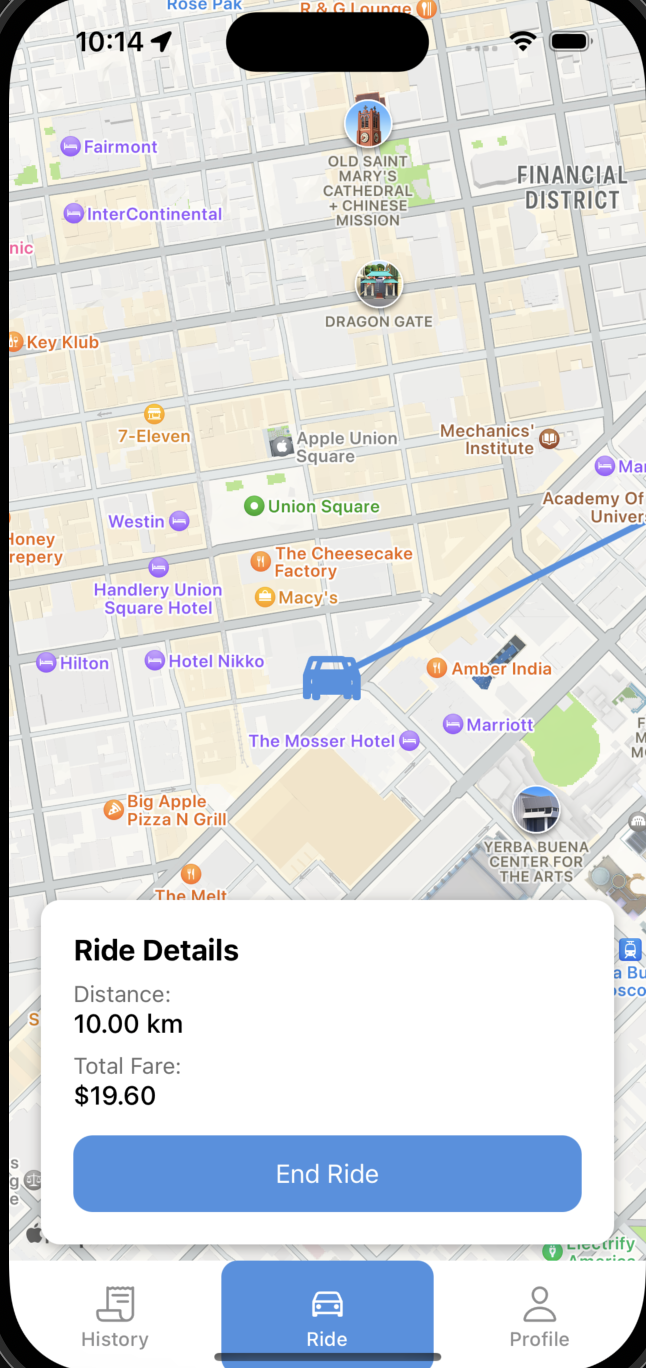 Rose Pak
R & G Lounge
10:14
Fairmont
OLD SAINT
MARY'S
CATHEDRAL
+ CHINESE
MISSION
FINANCIAL
DISTRICT
InterContinental
nic
DRAGON GATE
Key Klub
7-Eleven
Apple Union
Square
Mechanics'
Institute
Mar
Academy Of
Univers
Union Square
Westin
Honey
repery
The Cheesecake
Factory
Handlery Union
Square Hotel
Macy's
Hilton
Hotel Nikko
Amber India
Marriott
The Mosser Hotel
Big Apple
Pizza N Grill
YERBA BUENA
CENTER FOR
THE ARTS
The Melt
a Bu
osco
Ride Details
Distance:
10.00 km
Total Fare:
$19.60
End Ride
Electrify
America
History
Ride
Profile